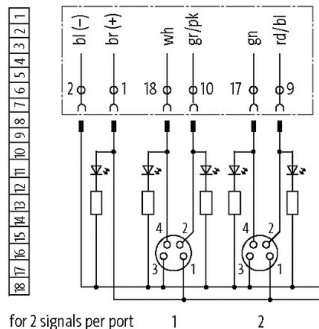 1 2 3 4 5 6 7 8 9 10 11 12 13 14 15 16 17 18
bl (−) br (+) wh gr/pk gn rd/bl
2 1 18 10 17 9
4 2 4 2
3 1 3 1
for 2 signals per port 1 2